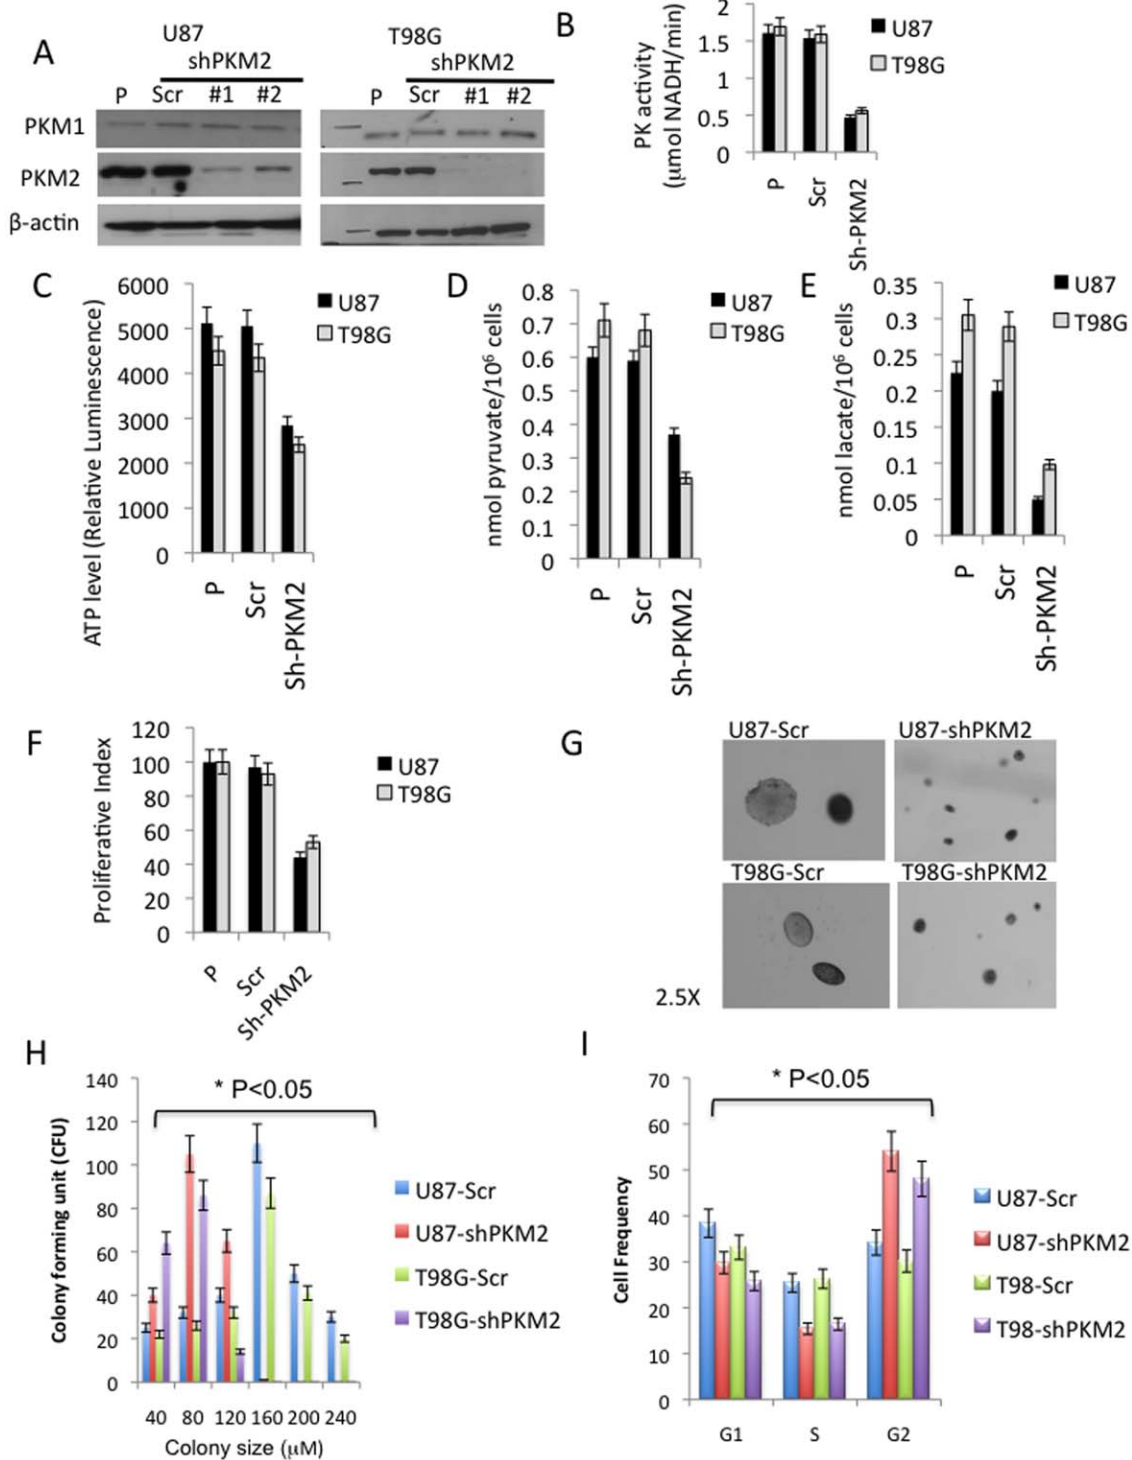 A
U87
shPKM2
P Scr #1 #2
T98G
shPKM2
P Scr #1 #2
PKM1
PKM2
β-actin
B
PK activity
(µmol NADH/min)
2
1.5
1
0.5
0
P
Scr
Sh-PKM2
U87
T98G
C
ATP level (Relative Luminescence)
6000
5000
4000
3000
2000
1000
0
P
Scr
Sh-PKM2
U87
T98G
D
nmol pyruvate/10⁶ cells
0.8
0.7
0.6
0.5
0.4
0.3
0.2
0.1
0
P
Scr
Sh-PKM2
U87
T98G
E
nmol lacate/10⁶ cells
0.35
0.3
0.25
0.2
0.15
0.1
0.05
0
P
Scr
Sh-PKM2
U87
T98G
F
Proliferative Index
120
100
80
60
40
20
0
P
Scr
Sh-PKM2
U87
T98G
G
U87-Scr
U87-shPKM2
T98G-Scr
T98G-shPKM2
2.5X
H
Colony forming unit (CFU)
* P<0.05
140
120
100
80
60
40
20
0
40 80 120 160 200 240
Colony size (µM)
U87-Scr
U87-shPKM2
T98G-Scr
T98G-shPKM2
I
Cell Frequency
* P<0.05
70
60
50
40
30
20
10
0
G1 S G2
U87-Scr
U87-shPKM2
T98-Scr
T98-shPKM2